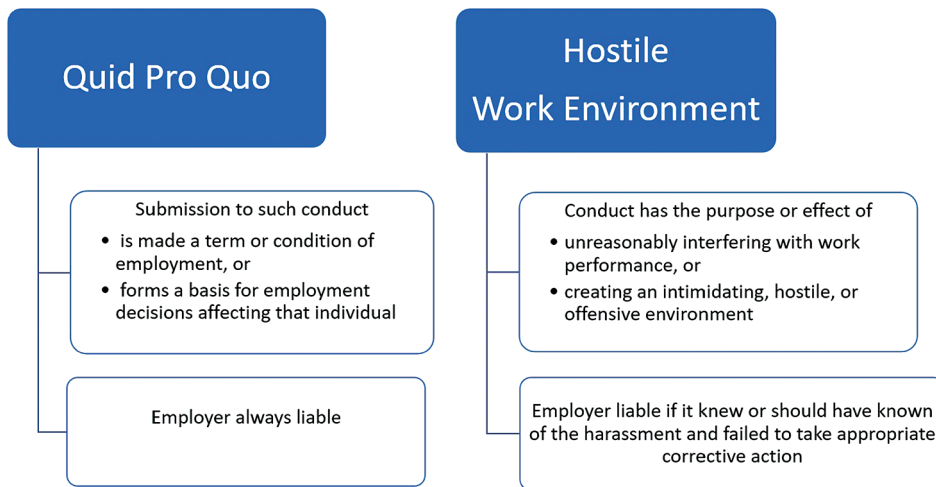 Quid Pro Quo
Submission to such conduct
• is made a term or condition of
employment, or
• forms a basis for employment
decisions affecting that individual
Employer always liable
Hostile
Work Environment
Conduct has the purpose or effect of
• unreasonably interfering with work
performance, or
• creating an intimidating, hostile, or
offensive environment
Employer liable if it knew or should have known
of the harassment and failed to take appropriate
corrective action